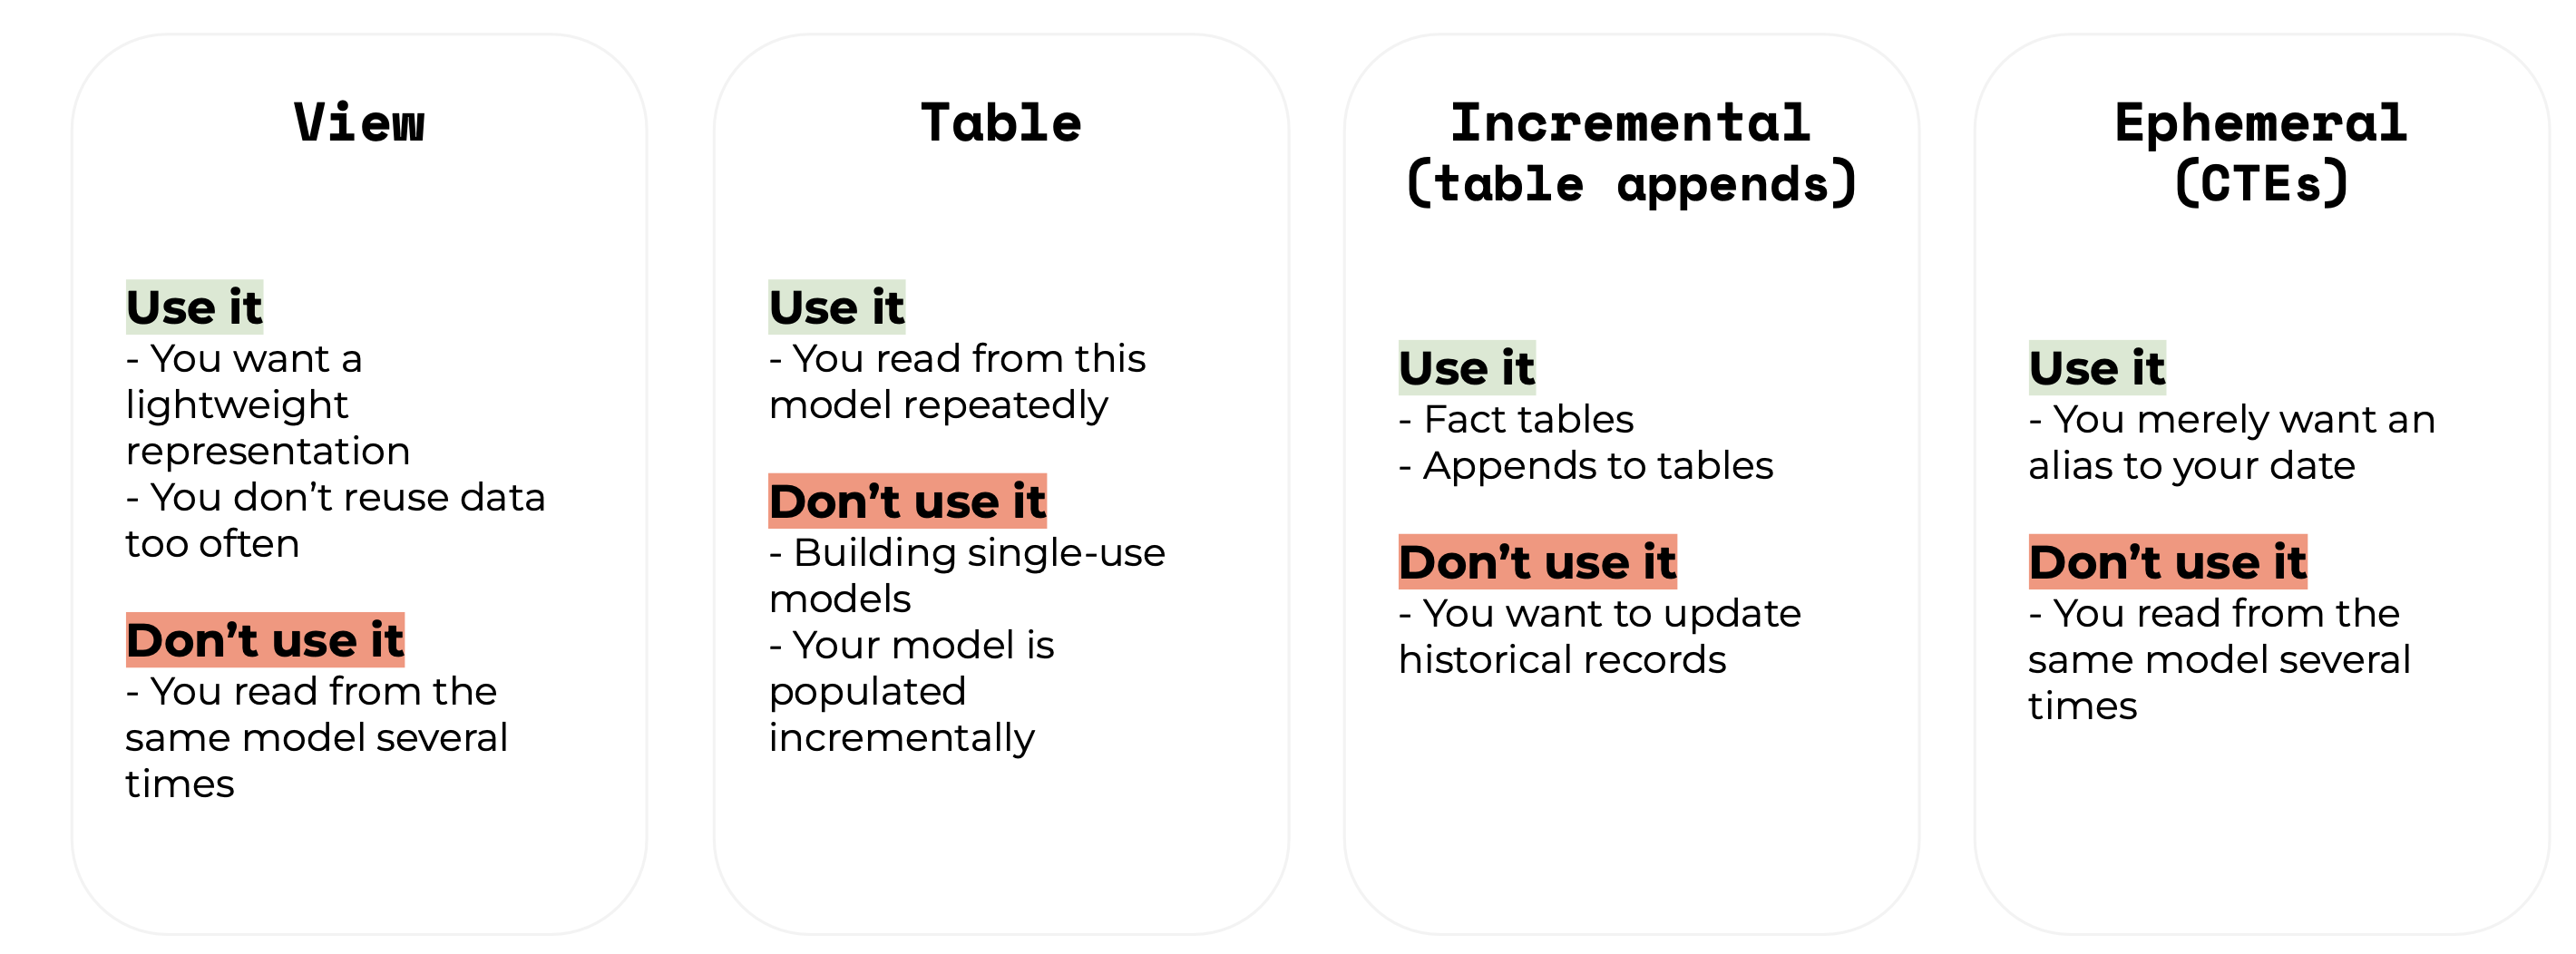 View
Use it
- You want a
lightweight
representation
- You don’t reuse data
too often
Don’t use it
- You read from the
same model several
times
Table
Use it
- You read from this
model repeatedly
Don’t use it
- Building single-use
models
- Your model is
populated
incrementally
Incremental
(table appends)
Use it
- Fact tables
- Appends to tables
Don’t use it
- You want to update
historical records
Ephemeral
(CTEs)
Use it
- You merely want an
alias to your date
Don’t use it
- You read from the
same model several
times